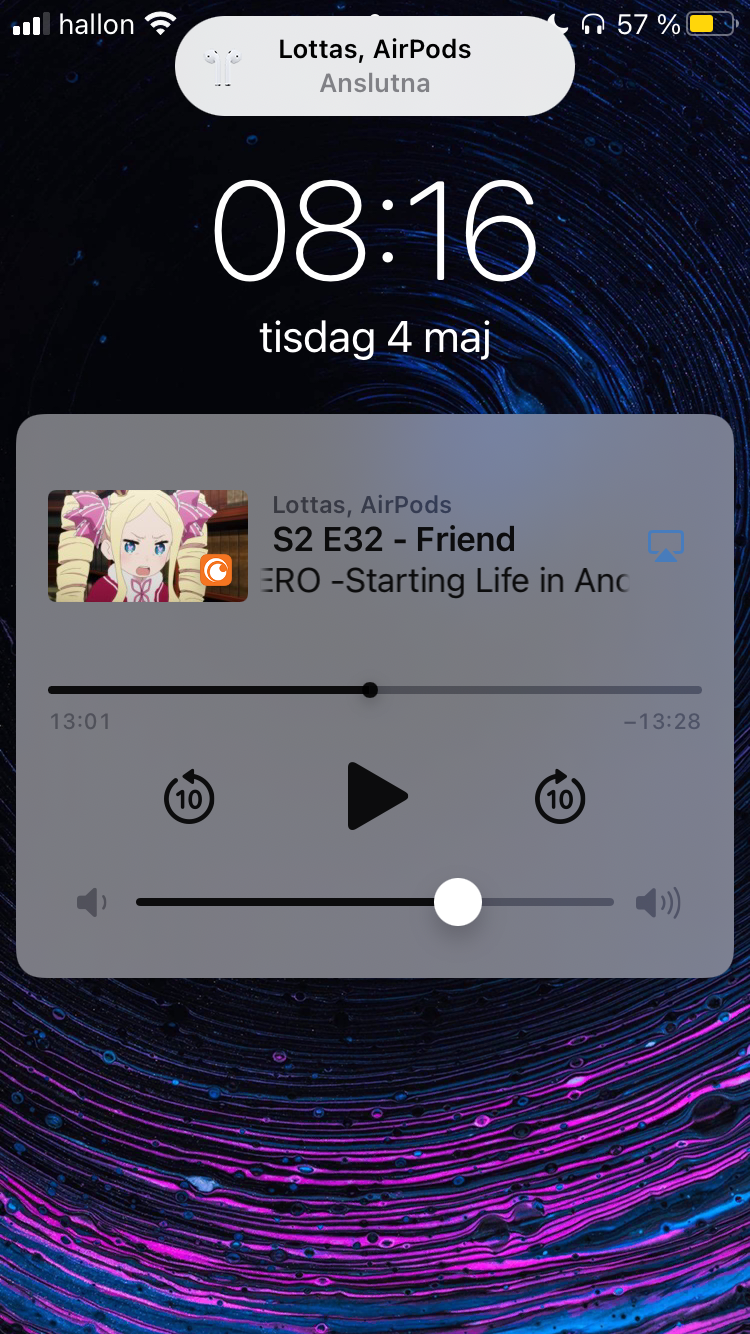 hallon 57 %
Lottas, AirPods
Anslutna
08:16
tisdag 4 maj
Lottas, AirPods
S2 E32 - Friend
ERO -Starting Life in Anc
13:01 −13:28
10 10